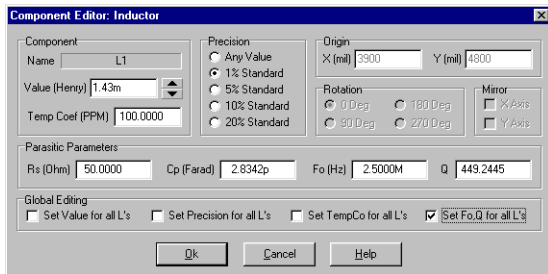 Component Editor: Inductor
Component
Name L1
Value (Henry) 1.43m
Temp Coef (PPM) 100.0000
Precision
Any Value
1% Standard
5% Standard
10% Standard
20% Standard
Origin
X (mil) 3900 Y (mil) 4800
Rotation
0 Deg 180 Deg
90 Deg 270 Deg
Mirror
X Axis
Y Axis
Parasitic Parameters
Rs (Ohm) 50.0000 Cp (Farad) 2.8342p Fo (Hz) 2.5000M Q 449.2445
Global Editing
Set Value for all L's Set Precision for all L's Set TempCo for all L's Set Fo,Q for all L's
Ok Cancel Help